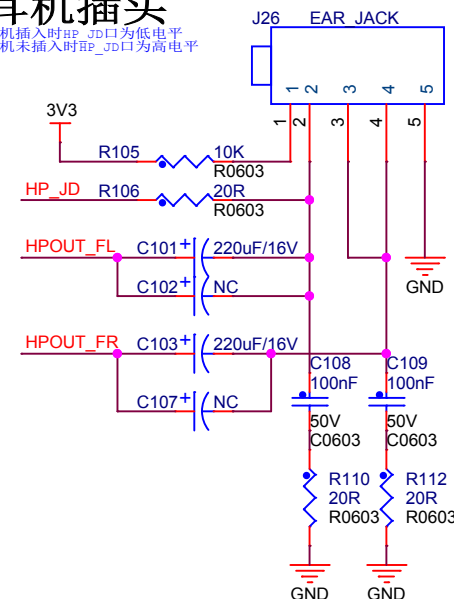 耳机插头
机插入时HP_JD口为低电平
机未插入时HP_JD口为高电平
J26 EAR_JACK
1 2 3 4 5
1 2 3 4 5
3V3
R105 10K
R0603
HP_JD R106 20R
R0603
HPOUT_FL C101 + 220uF/16V
C102 + NC
GND
HPOUT_FR C103 + 220uF/16V
C108 C109
100nF 100nF
C107 + NC
50V 50V
C0603 C0603
R110 R112
20R 20R
R0603 R0603
GND GND